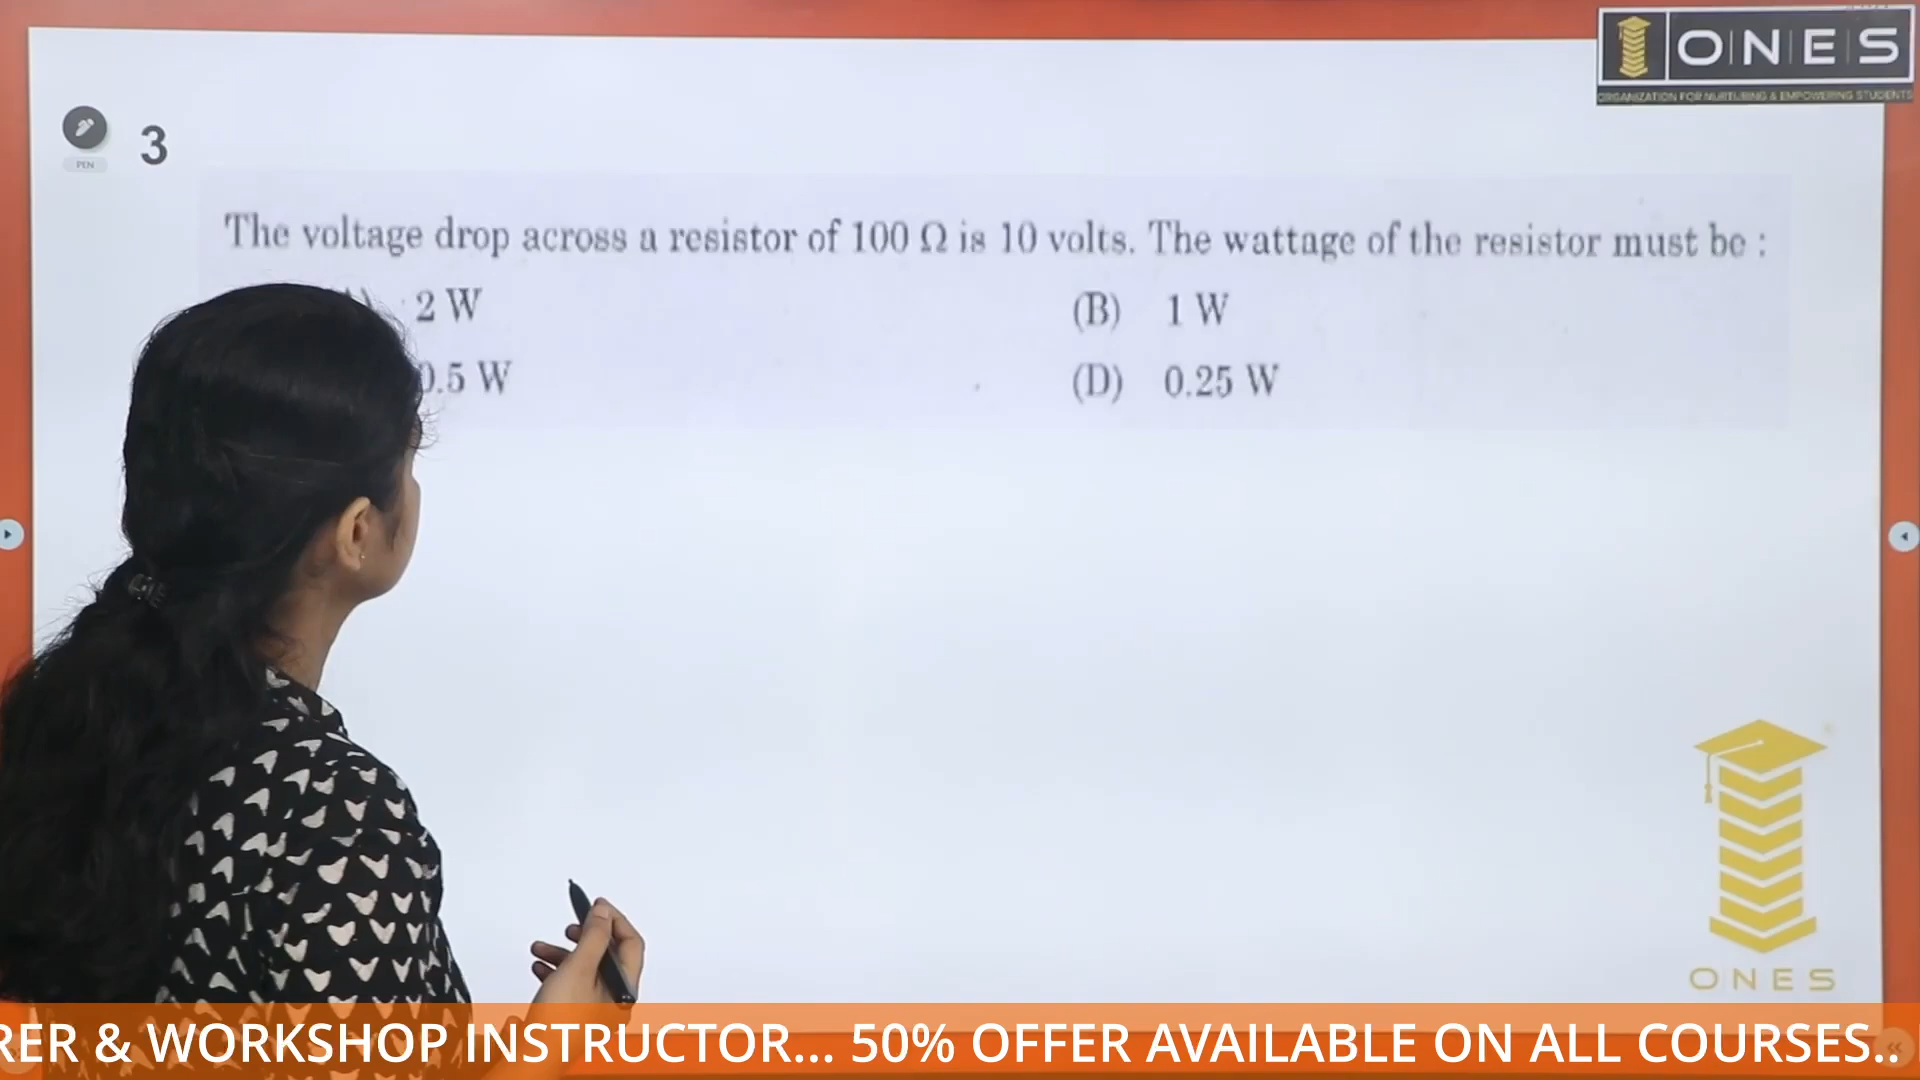 ONES
ORGANIZATION FOR NURTURING & EMPOWERING STUDENTS
PEN
3
The voltage drop across a resistor of 100 Ω is 10 volts. The wattage of the resistor must be :
2 W
(B) 1 W
0.5 W
(D) 0.25 W
ONES
RER & WORKSHOP INSTRUCTOR... 50% OFFER AVAILABLE ON ALL COURSES..